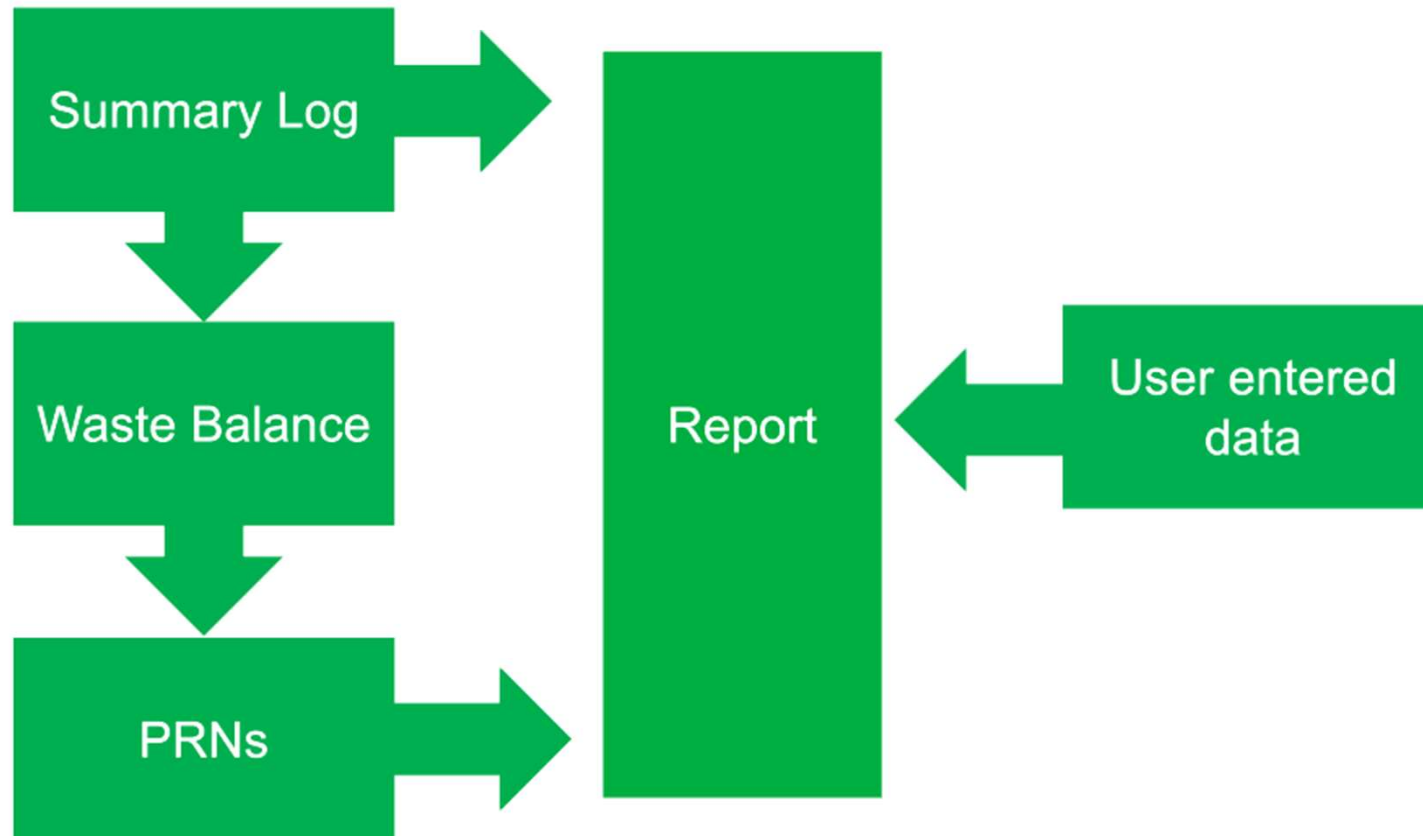 Summary Log
Waste Balance
PRNs
Report
User entered
data